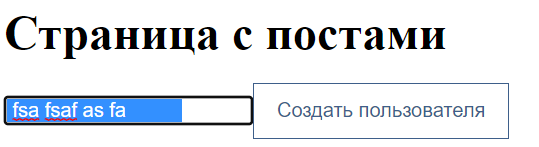 Страница с постами
fsa fsaf as fa
Создать пользователя